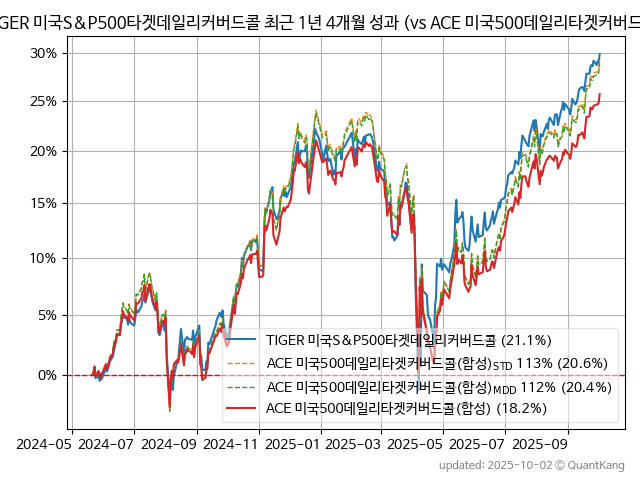 IGER 미국S&P500타겟데일리커버드콜 최근 1년 4개월 성과 (vs ACE 미국500데일리타겟커버드
30%
25%
20%
15%
10%
5%
0%
TIGER 미국S&P500타겟데일리커버드콜 (21.1%)
ACE 미국500데일리타겟커버드콜(합성)STD 113% (20.6%)
ACE 미국500데일리타겟커버드콜(합성)MDD 112% (20.4%)
ACE 미국500데일리타겟커버드콜(합성) (18.2%)
2024-05 2024-07 2024-09 2024-11 2025-01 2025-03 2025-05 2025-07 2025-09
updated: 2025-10-02 © QuantKang